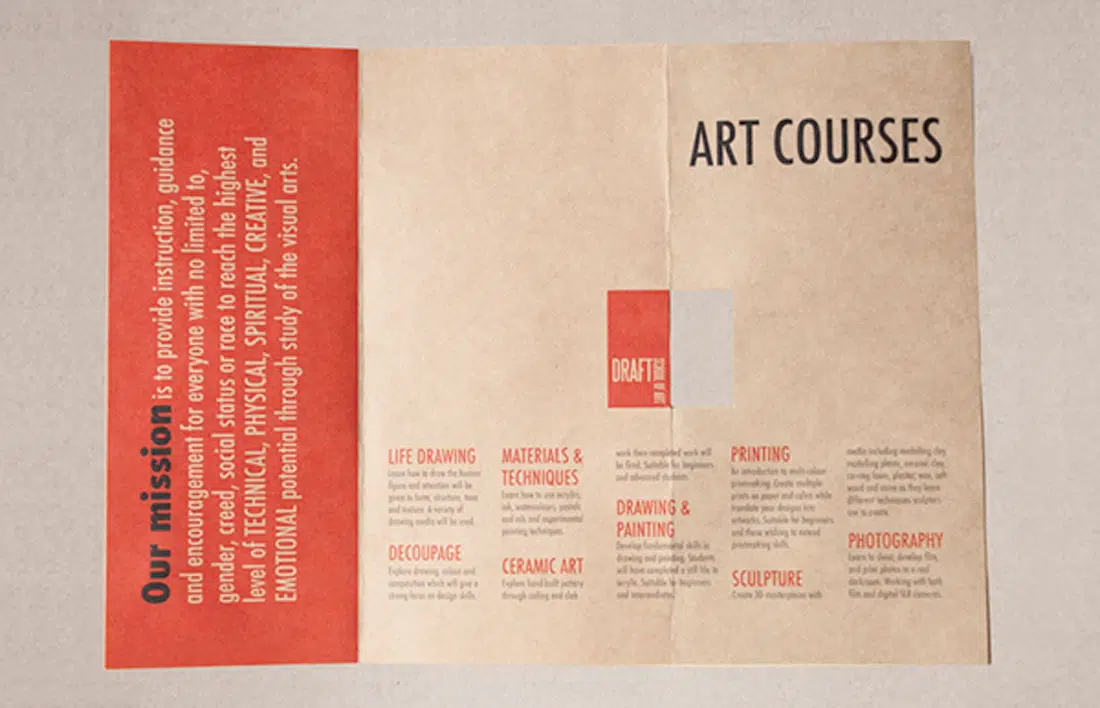 Our mission is to provide instruction, guidance
and encouragement for everyone with no limited to,
gender, creed, social status or race to reach the highest
level of TECHNICAL, PHYSICAL, SPIRITUAL, CREATIVE, and
EMOTIONAL potential through study of the visual arts.
ART COURSES
DRAFT
LIFE DRAWING
Learn how to draw the human
figure and attention will be
given to form, structure, tone
and texture. A variety of
drawing media will be used.
DECOUPAGE
Explore drawing, colour and
composition which will give a
strong focus on design skills.
MATERIALS &
TECHNIQUES
Learn how to use acrylics,
ink, watercolours, pastels
and oils and experimental
painting techniques.
CERAMIC ART
Explore hand built pottery
through coiling and slab
work then completed work will
be fired. Suitable for beginners
and advanced students.
DRAWING &
PAINTING
Develop fundamental skills in
drawing and painting. Students
will have completed a still life in
acrylic. Suitable for beginners
and intermediates.
PRINTING
An introduction to multi-colour
printmaking. Create multiple
prints on paper and calico while
translate your designs into
artworks. Suitable for beginners
and those wishing to extend
printmaking skills.
SCULPTURE
Create 3D masterpieces with
media including modelling clay,
modelling plaster, ceramic clay,
carving foam, plaster, wax, soft
wood and stone as they learn
different techniques sculptors
use to create.
PHOTOGRAPHY
Learn to shoot, develop film,
and print photos in a real
darkroom. Working with both
film and digital SLR cameras.